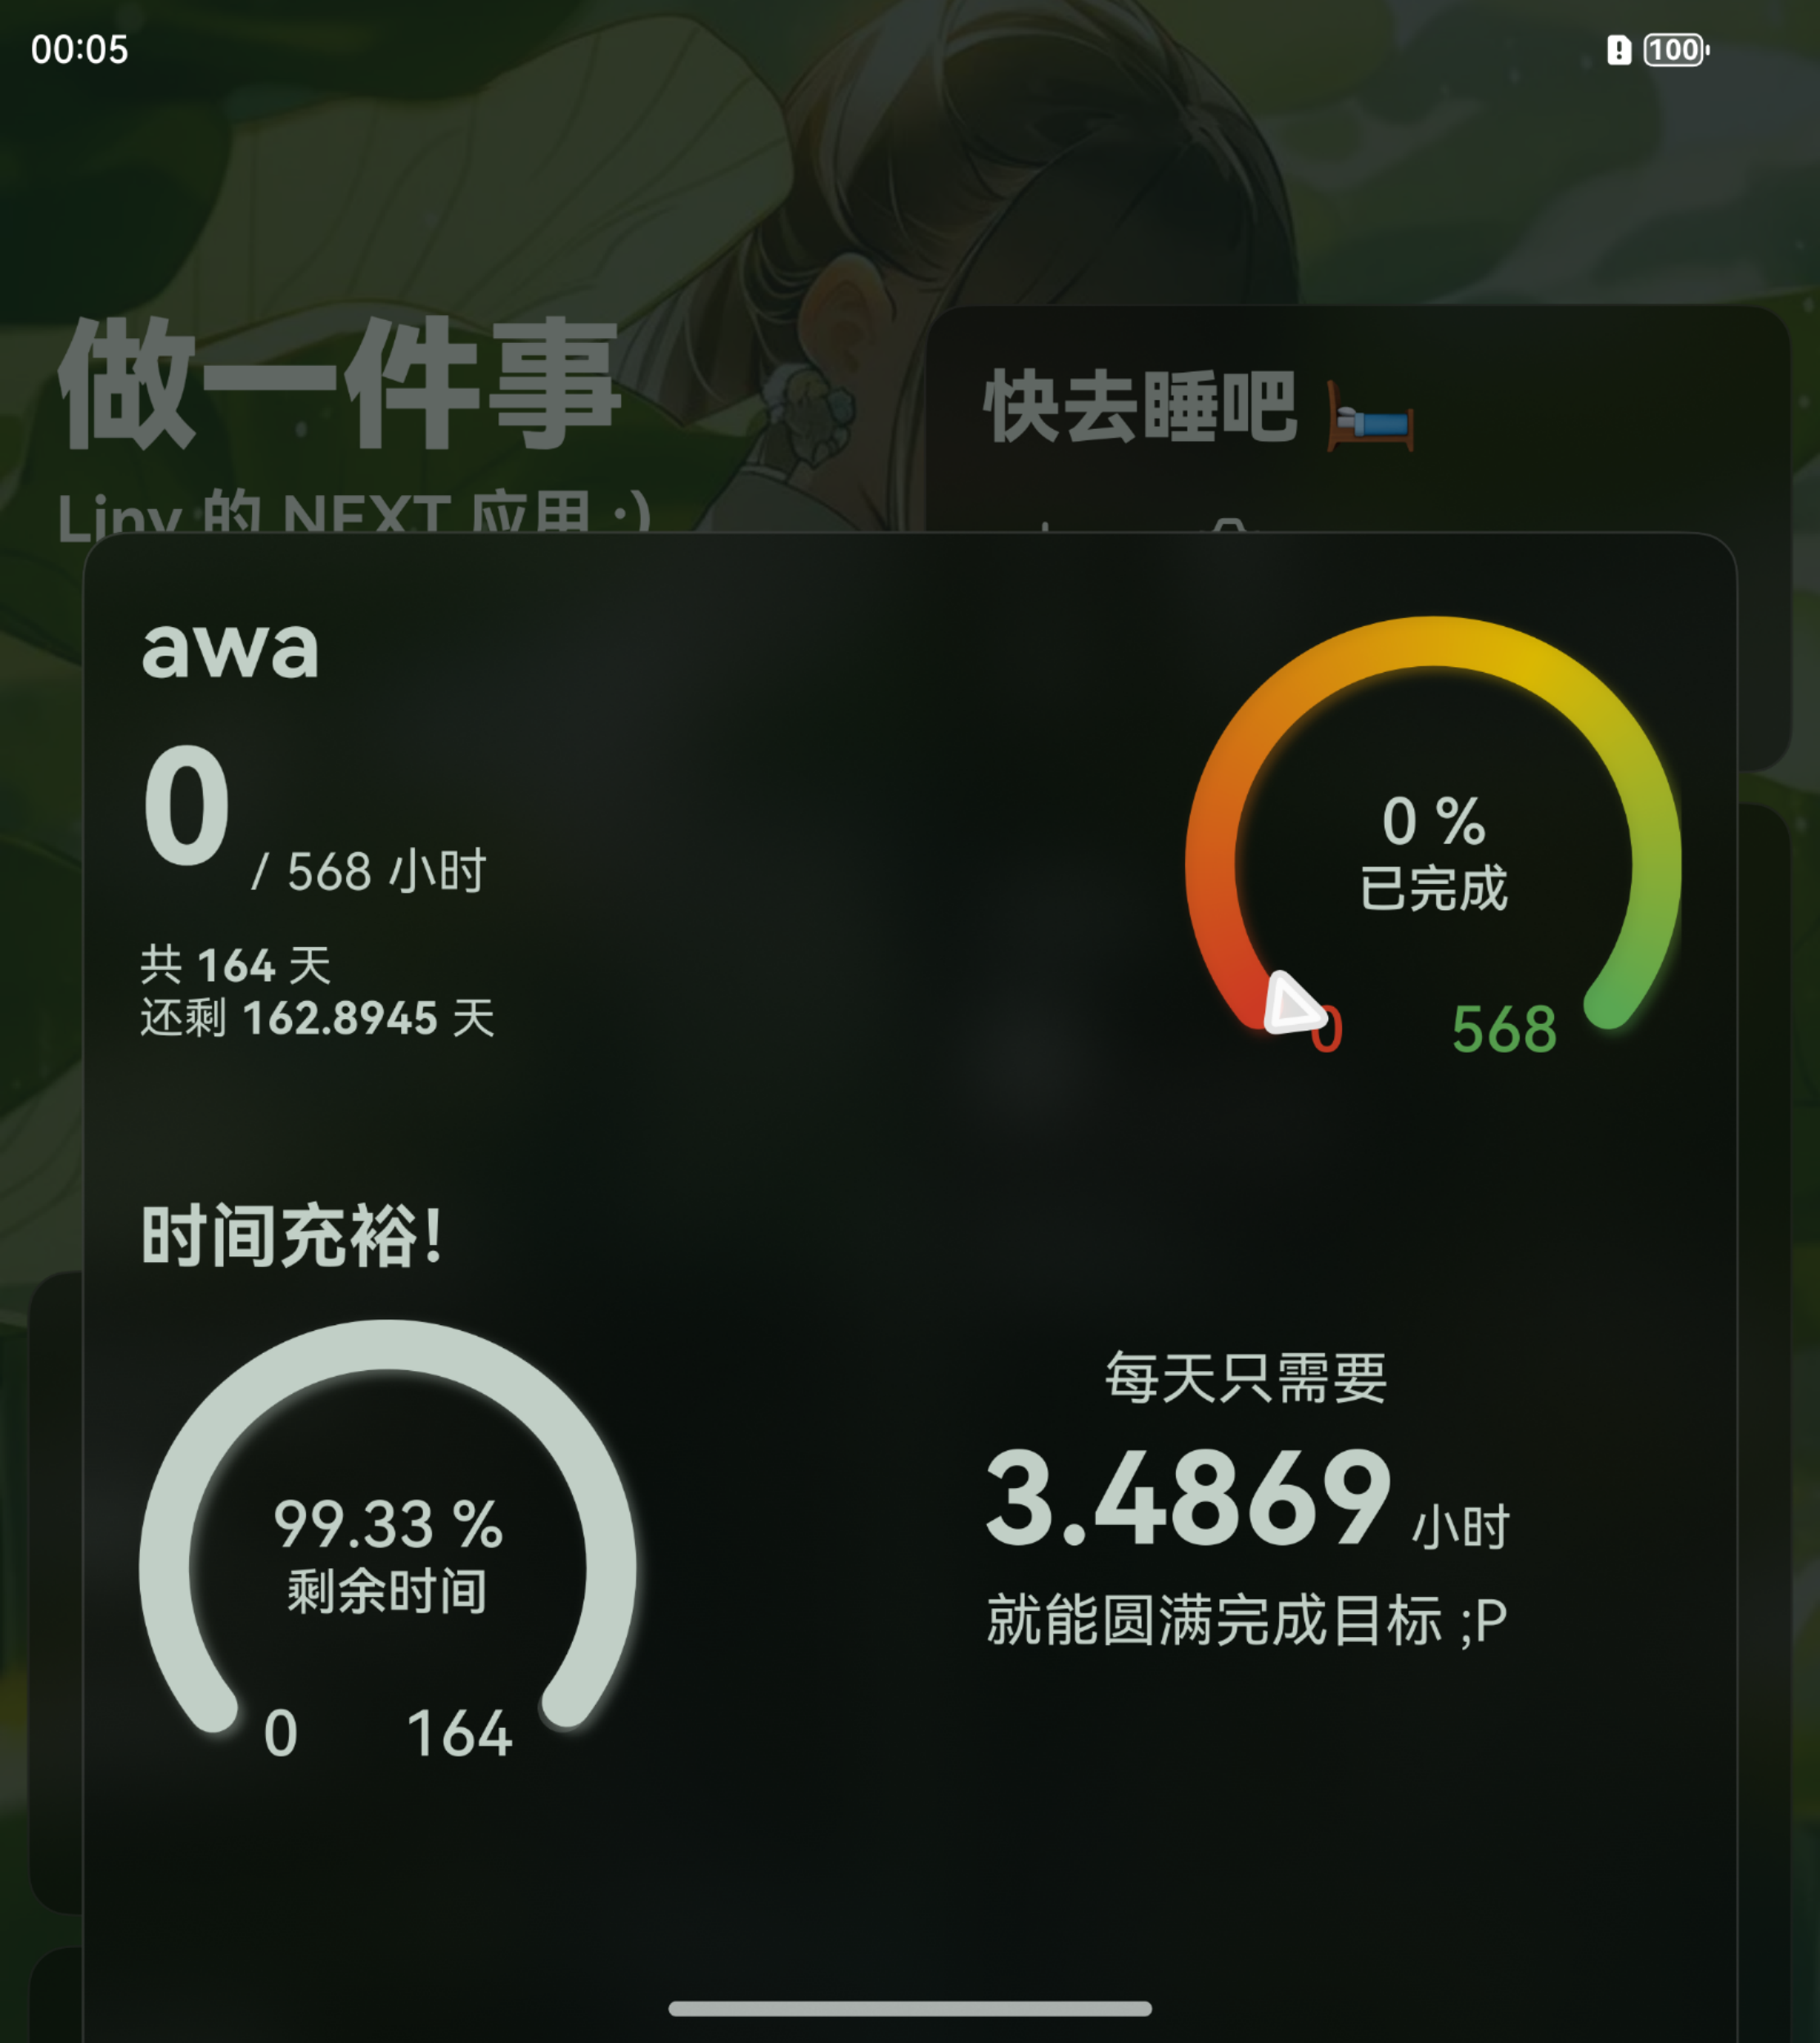 00:05
100
做一件事
Liny 的 NEXT 应用 :)
快去睡吧
awa
0 / 568 小时
共 164 天
还剩 162.8945 天
0 %
已完成
0
568
时间充裕！
99.33 %
剩余时间
0
164
每天只需要
3.4869 小时
就能圆满完成目标 ;P